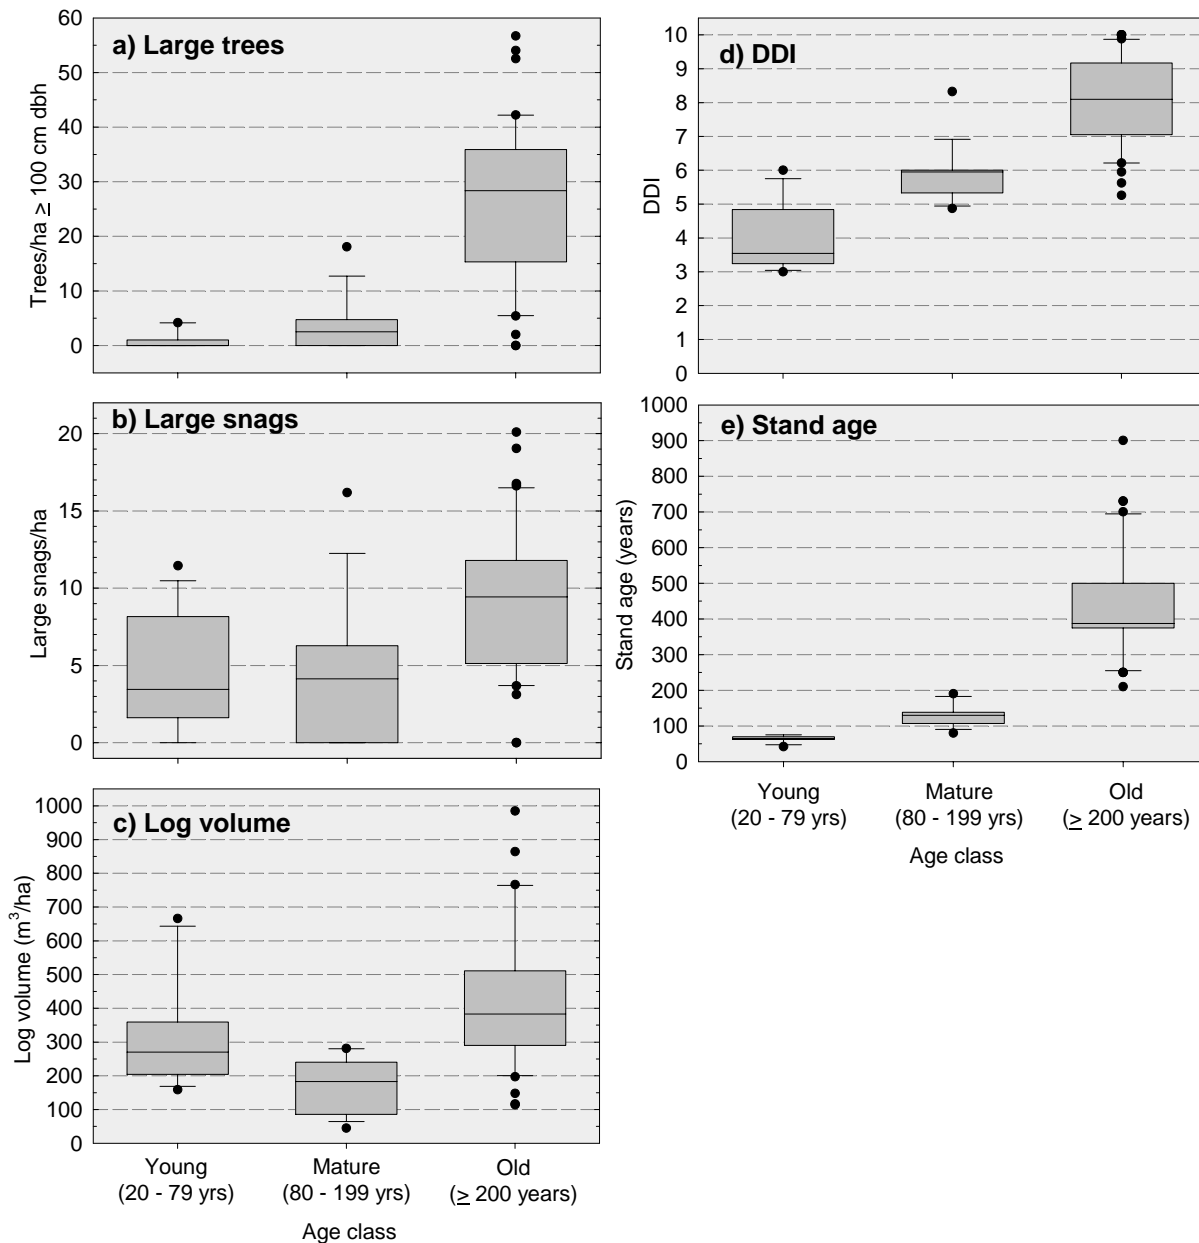 a) Large trees
Trees/ha ≥ 100 cm dbh
60
50
40
30
20
10
0
b) Large snags
Large snags/ha
20
15
10
5
0
c) Log volume
Log volume (m³/ha)
1000
900
800
700
600
500
400
300
200
100
0
Young
(20 - 79 yrs)
Mature
(80 - 199 yrs)
Old
(≥ 200 years)
Age class
d) DDI
DDI
10
9
8
7
6
5
4
3
2
1
0
e) Stand age
Stand age (years)
1000
900
800
700
600
500
400
300
200
100
0
Young
(20 - 79 yrs)
Mature
(80 - 199 yrs)
Old
(≥ 200 years)
Age class